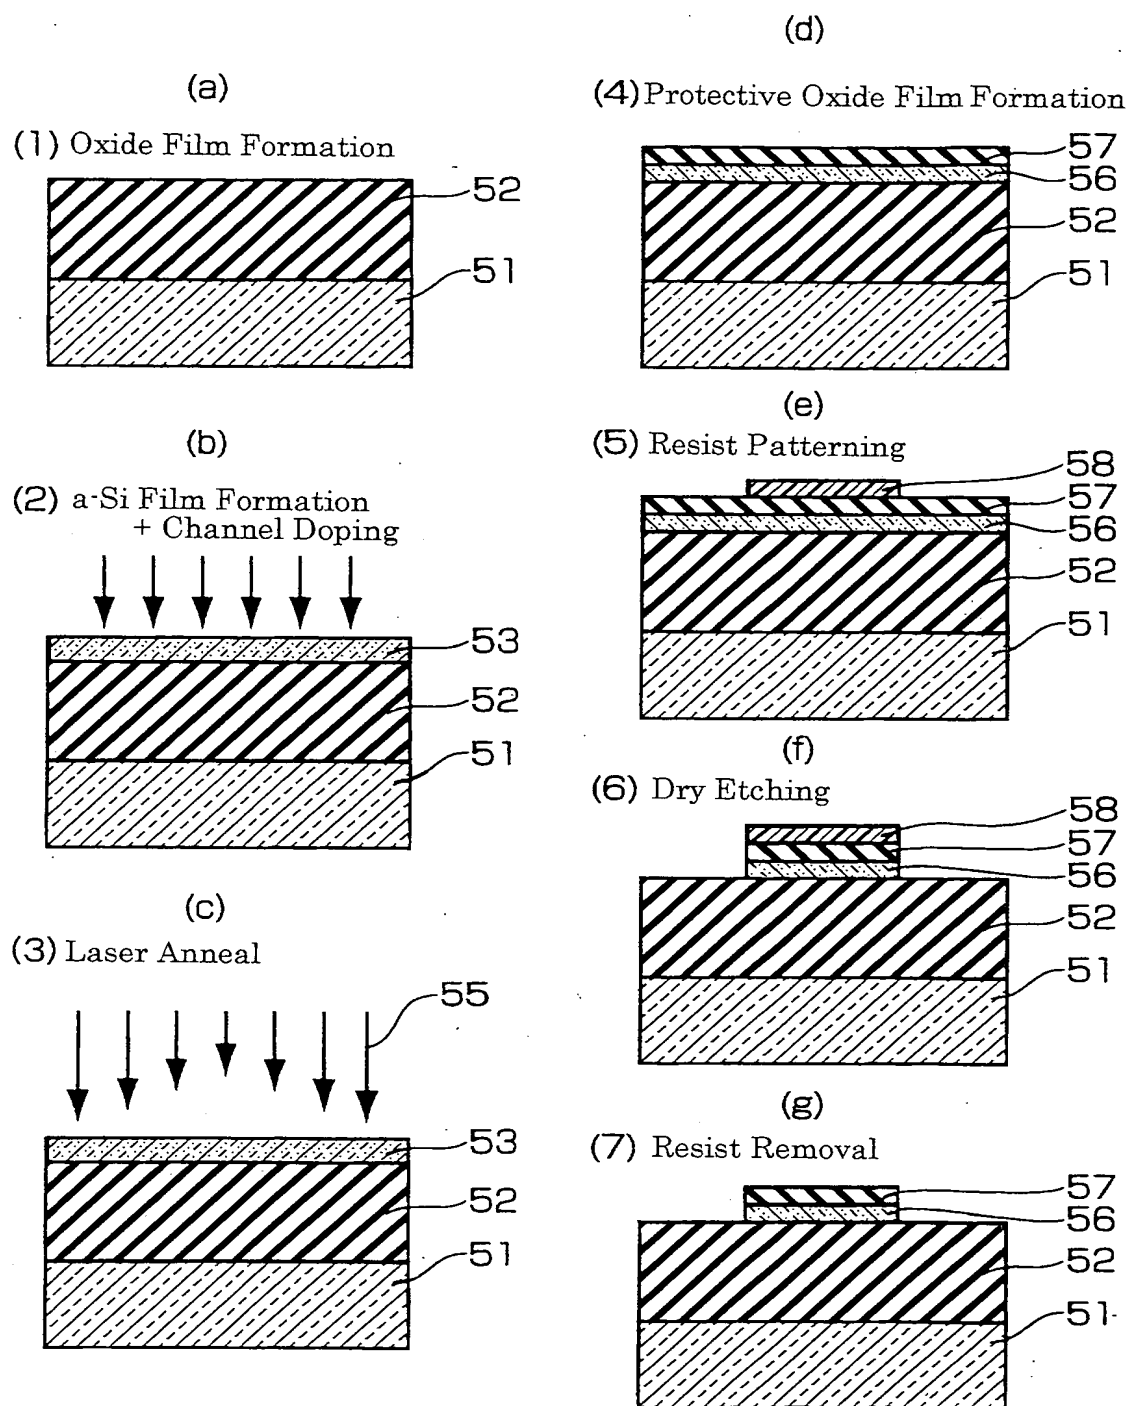 (a)
(1) Oxide Film Formation
52
51
(b)
(2) a-Si Film Formation
+ Channel Doping
53
52
51
(c)
(3) Laser Anneal
55
53
52
51
(d)
(4) Protective Oxide Film Formation
57
56
52
51
(e)
(5) Resist Patterning
58
57
56
52
51
(f)
(6) Dry Etching
58
57
56
52
51
(g)
(7) Resist Removal
57
56
52
51